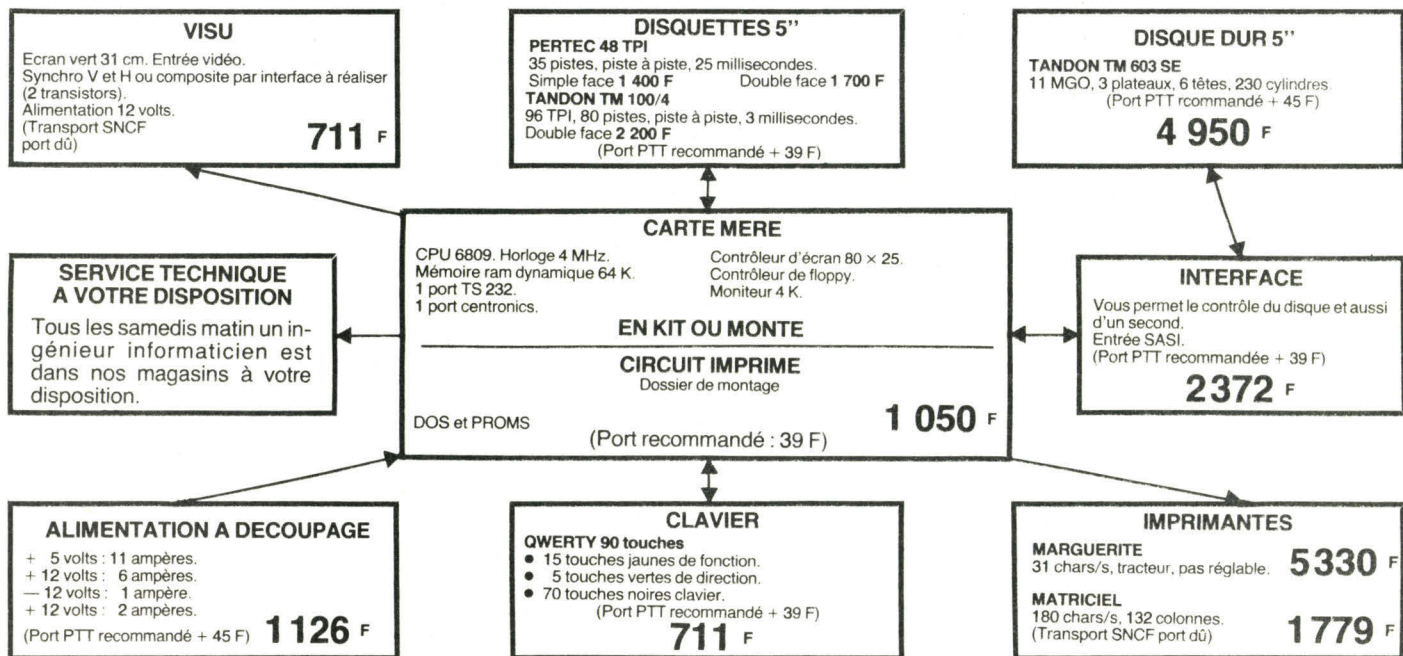 VISU
Ecran vert 31 cm. Entrée vidéo.
Synchro V et H ou composite par interface à réaliser
(2 transistors).
Alimentation 12 volts.
(Transport SNCF
port dû)
711 F
DISQUETTES 5''
PERTEC 48 TPI
35 pistes, piste à piste, 25 millisecondes.
Simple face 1 400 F Double face 1 700 F
TANDON TM 100/4
96 TPI, 80 pistes, piste à piste, 3 millisecondes.
Double face 2 200 F
(Port PTT recommandé + 39 F)
DISQUE DUR 5''
TANDON TM 603 SE
11 MGO, 3 plateaux, 6 têtes, 230 cylindres.
(Port PTT rcommandé + 45 F)
4 950 F
SERVICE TECHNIQUE
A VOTRE DISPOSITION
Tous les samedis matin un in-
génieur informaticien est
dans nos magasins à votre
disposition.
CARTE MERE
CPU 6809. Horloge 4 MHz.
Mémoire ram dynamique 64 K.
1 port TS 232.
1 port centronics.
Contrôleur d'écran 80 × 25.
Contrôleur de floppy.
Moniteur 4 K.
EN KIT OU MONTE
CIRCUIT IMPRIME
Dossier de montage
DOS et PROMS
1 050 F
(Port recommandé : 39 F)
INTERFACE
Vous permet le contrôle du disque et aussi
d'un second.
Entrée SASI.
(Port PTT recommandée + 39 F)
2372 F
ALIMENTATION A DECOUPAGE
+ 5 volts : 11 ampères.
+ 12 volts : 6 ampères.
— 12 volts : 1 ampère.
+ 12 volts : 2 ampères.
(Port PTT recommandé + 45 F) 1126 F
CLAVIER
QWERTY 90 touches
● 15 touches jaunes de fonction.
● 5 touches vertes de direction.
● 70 touches noires clavier.
(Port PTT recommandé + 39 F)
711 F
IMPRIMANTES
MARGUERITE
31 chars/s, tracteur, pas réglable. 5330 F
MATRICIEL
180 chars/s, 132 colonnes.
(Transport SNCF port dû)
1779 F